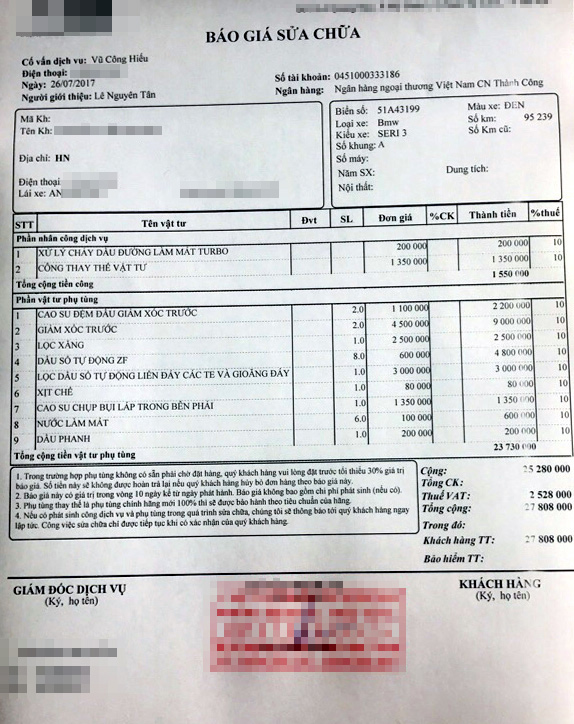 BÁO GIÁ SỬA CHỮA
Cố vấn dịch vụ: Vũ Công Hiếu
Điện thoại:
Ngày: 26/07/2017
Người giới thiệu: Lê Nguyên Tân
Số tài khoản: 0451000333186
Ngân hàng: Ngân hàng ngoại thương Việt Nam CN Thành Công
Mã Kh:
Tên Kh:
Địa chỉ: HN
Điện thoại
Lái xe: AN
Biển số: 51A43199 Màu xe: ĐEN
Loại xe: Bmw Số km: 95 239
Kiểu xe: SERI 3 Số Km cũ:
Số khung: A
Số máy:
Năm SX: Dung tích:
Nội thất:
STT Tên vật tư Đvt SL Đơn giá %CK Thành tiền %thuế
Phần nhân công dịch vụ
1 XỬ LÝ CHẢY DẦU ĐƯỜNG LÀM MÁT TURBO 200 000 200 000 10
2 CÔNG THAY THẾ VẬT TƯ 1 350 000 1 350 000 10
Tổng cộng tiền công 1 550 000
Phần vật tư phụ tùng
1 CAO SU ĐỆM ĐẦU GIẢM XÓC TRƯỚC 2.0 1 100 000 2 200 000 10
2 GIẢM XÓC TRƯỚC 2.0 4 500 000 9 000 000 10
3 LỌC XĂNG 1.0 2 500 000 2 500 000 10
4 DẦU SỐ TỰ ĐỘNG ZF 8.0 600 000 4 800 000 10
5 LỌC DẦU SỐ TỰ ĐỘNG LIỀN ĐÁY CÁC TE VÀ GIOĂNG ĐÁY 1.0 3 000 000 3 000 000 10
6 XỊT CHẾ 1.0 80 000 80 000 10
7 CAO SU CHỤP BỤI LÁP TRONG BÊN PHẢI 1.0 1 350 000 1 350 000 10
8 NƯỚC LÀM MÁT 6.0 100 000 600 000 10
9 DẦU PHANH 1.0 200 000 200 000 10
Tổng cộng tiền vật tư phụ tùng 23 730 000
1. Trong trường hợp phụ tùng không có sẵn phải chờ đặt hàng, quý khách hàng vui lòng đặt trước tối thiểu 30% giá trị
báo giá. Số tiền này sẽ không được hoàn trả lại nếu quý khách hàng hủy bỏ đơn hàng theo báo giá này.
2. Báo giá này có giá trị trong vòng 10 ngày kể từ ngày phát hành. Báo giá không bao gồm chi phí phát sinh (nếu có).
3. Phụ tùng thay thế là phụ tùng chính hãng mới 100% thì sẽ được bảo hành theo tiêu chuẩn của hãng.
4. Nếu có phát sinh công dịch vụ và phụ tùng trong quá trình sửa chữa, chúng tôi sẽ thông báo tới quý khách hàng ngay
lập tức. Công việc sửa chữa chỉ được tiếp tục khi có xác nhận của quý khách hàng.
Cộng: 25 280 000
Tổng CK:
Thuế VAT: 2 528 000
Tổng cộng: 27 808 000
Trong đó:
Khách hàng TT: 27 808 000
Bảo hiểm TT:
GIÁM ĐỐC DỊCH VỤ
(Ký, họ tên)
KHÁCH HÀNG
(Ký, họ tên)